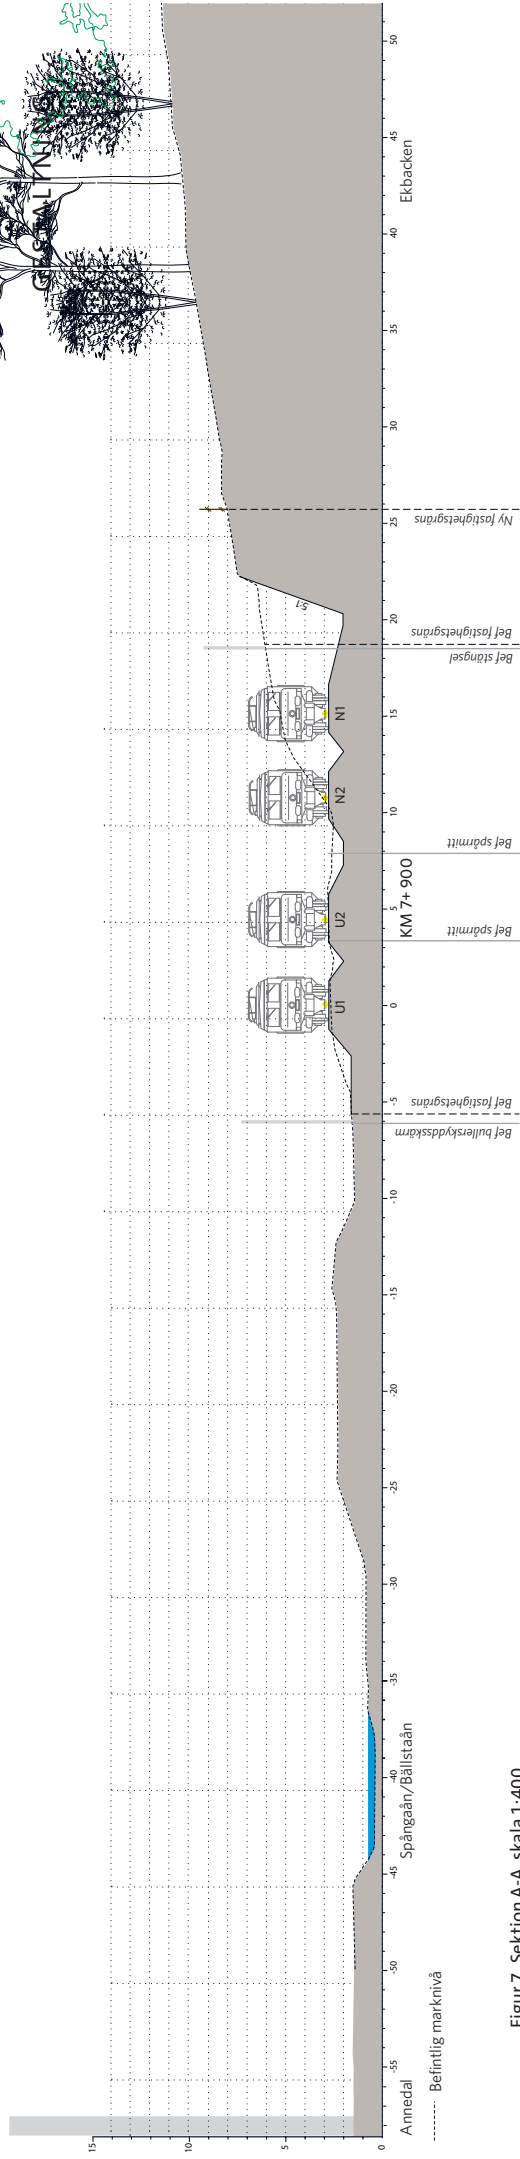 GESTALTNING
15
10
5
0
-55
-50
-45
-40
-35
-30
-25
-20
-15
-10
-5
0
5
10
15
20
25
30
35
40
45
50
5:1
U1
U2
N2
N1
KM 7+ 900
Annedal
Spångaån/Bällstaån
Ekbacken
Bef bullerskyddsskärm
Bef fastighetsgräns
Bef spårmitt
Bef spårmitt
Bef stängsel
Bef fastighetsgräns
Ny fastighetsgräns
Befintlig marknivå
Figur 7. Sektion A-A, skala 1:400